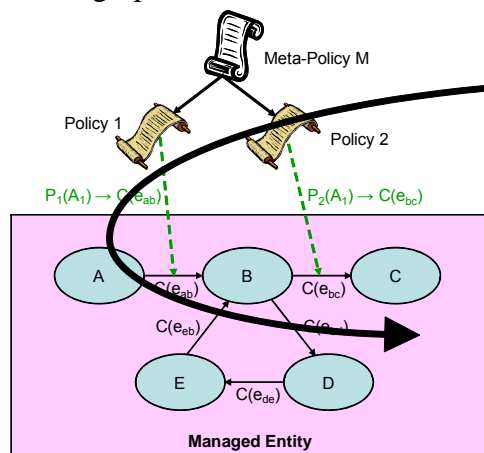 Meta-Policy M
Policy 1
Policy 2
P1(A1) → C(eab)
P2(A1) → C(ebc)
A
B
C
C(eab)
C(ebc)
C(eeb)
E
D
C(ede)
Managed Entity